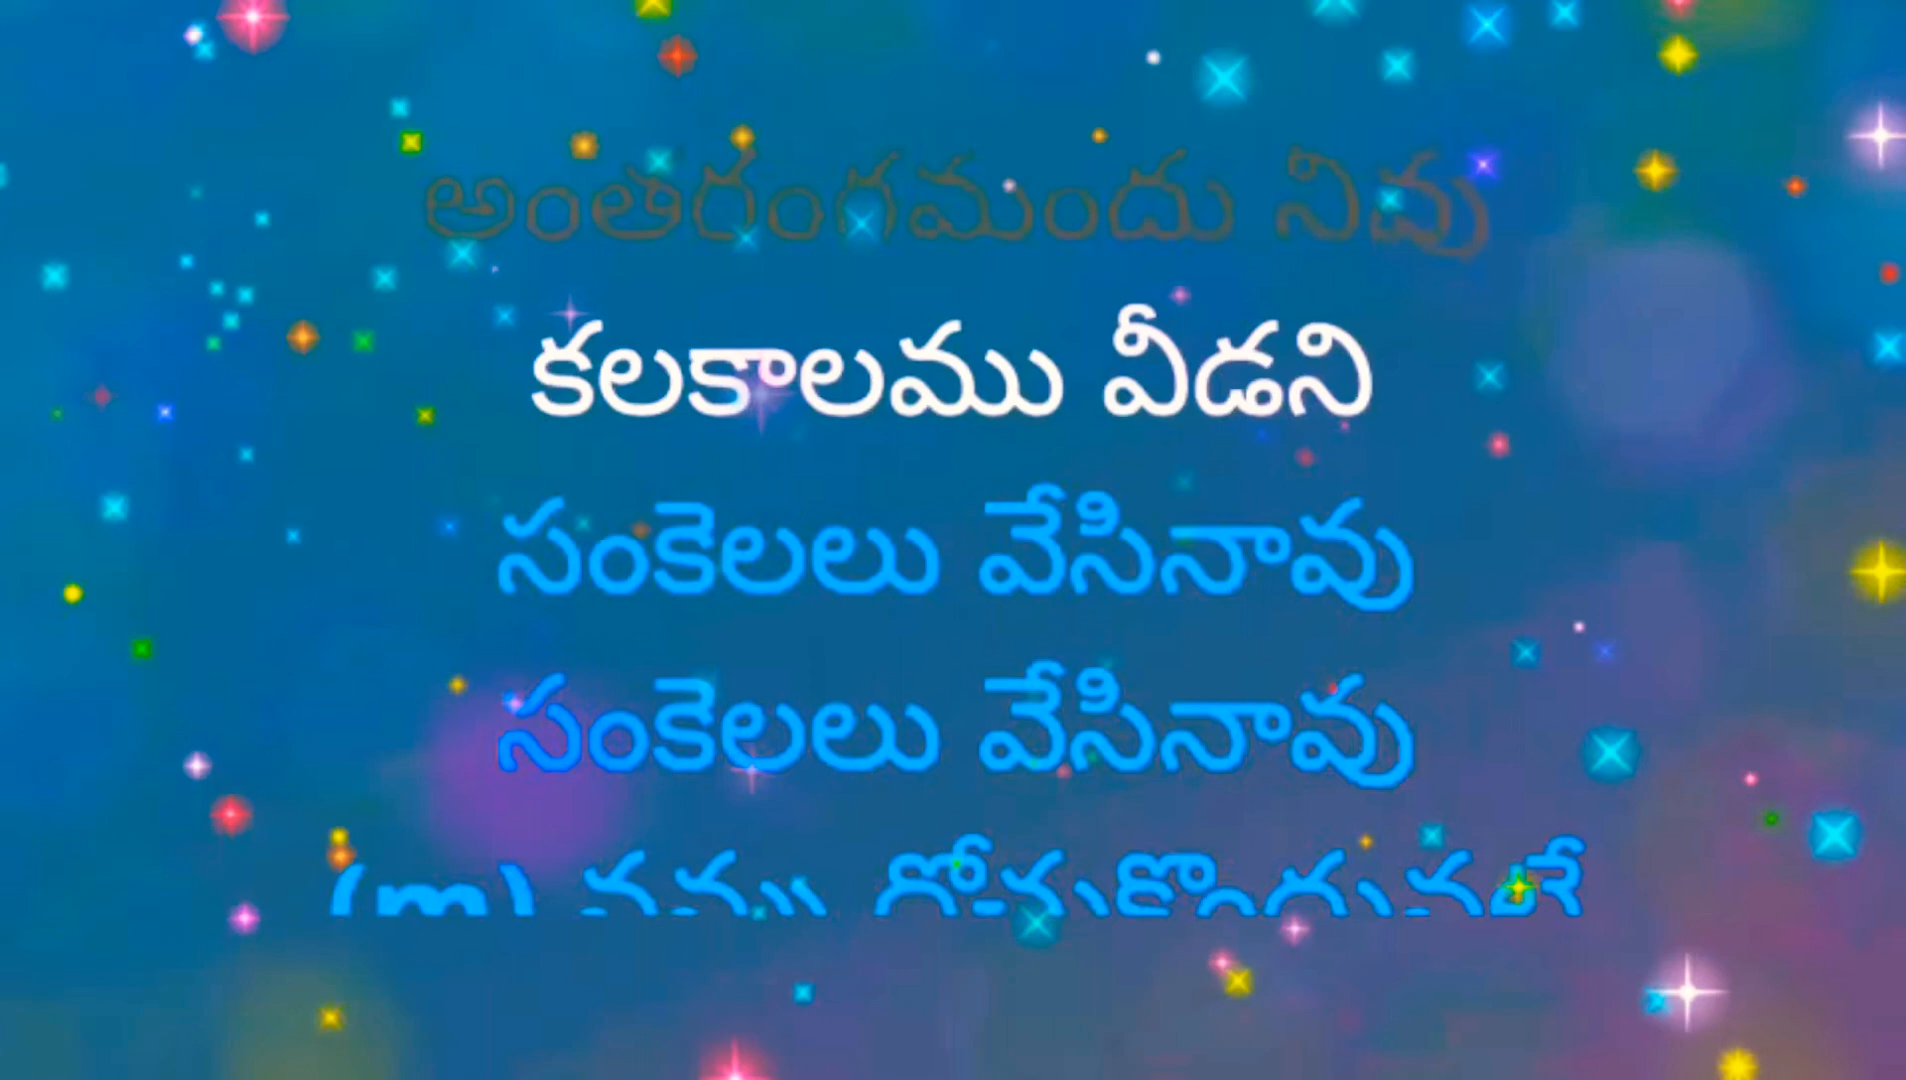 అంతరంగమందు నీవు
కలకాలము వీడని
సంకెలలు వేసినావు
సంకెలలు వేసినావు
(m)